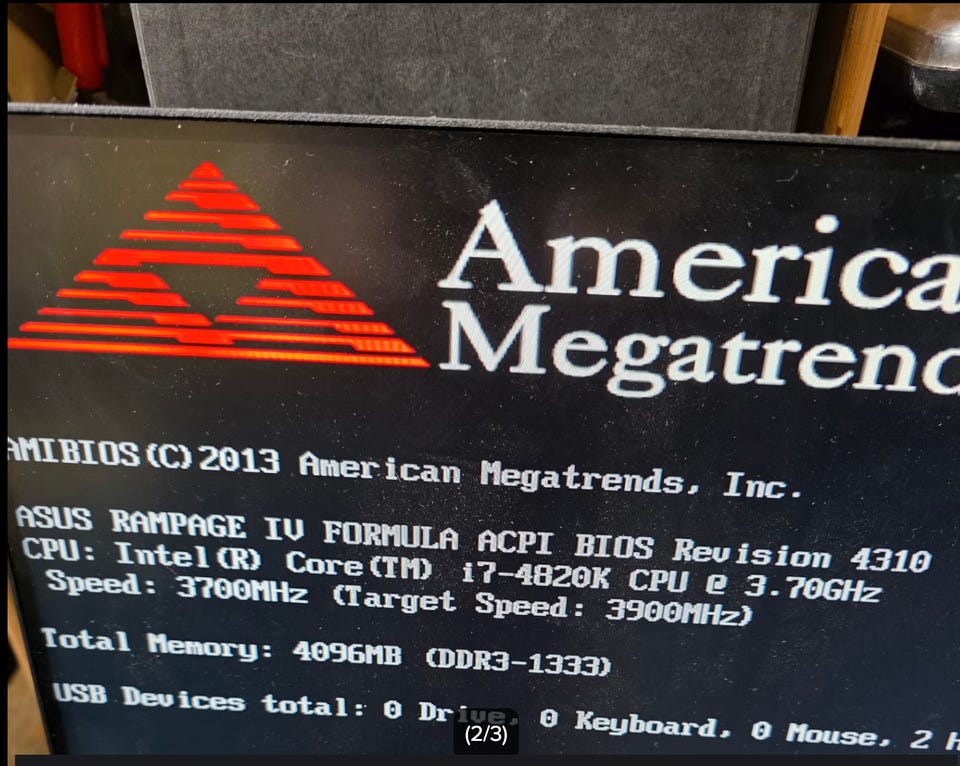 America
Megatrend
AMIBIOS(C)2013 American Megatrends, Inc.
ASUS RAMPAGE IV FORMULA ACPI BIOS Revision 4310
CPU: Intel(R) Core(TM) i7-4820K CPU @ 3.70GHz
Speed: 3700MHz (Target Speed: 3900MHz)
Total Memory: 4096MB (DDR3-1333)
USB Devices total: 0 Drive, 0 Keyboard, 0 Mouse, 2 H
(2/3)